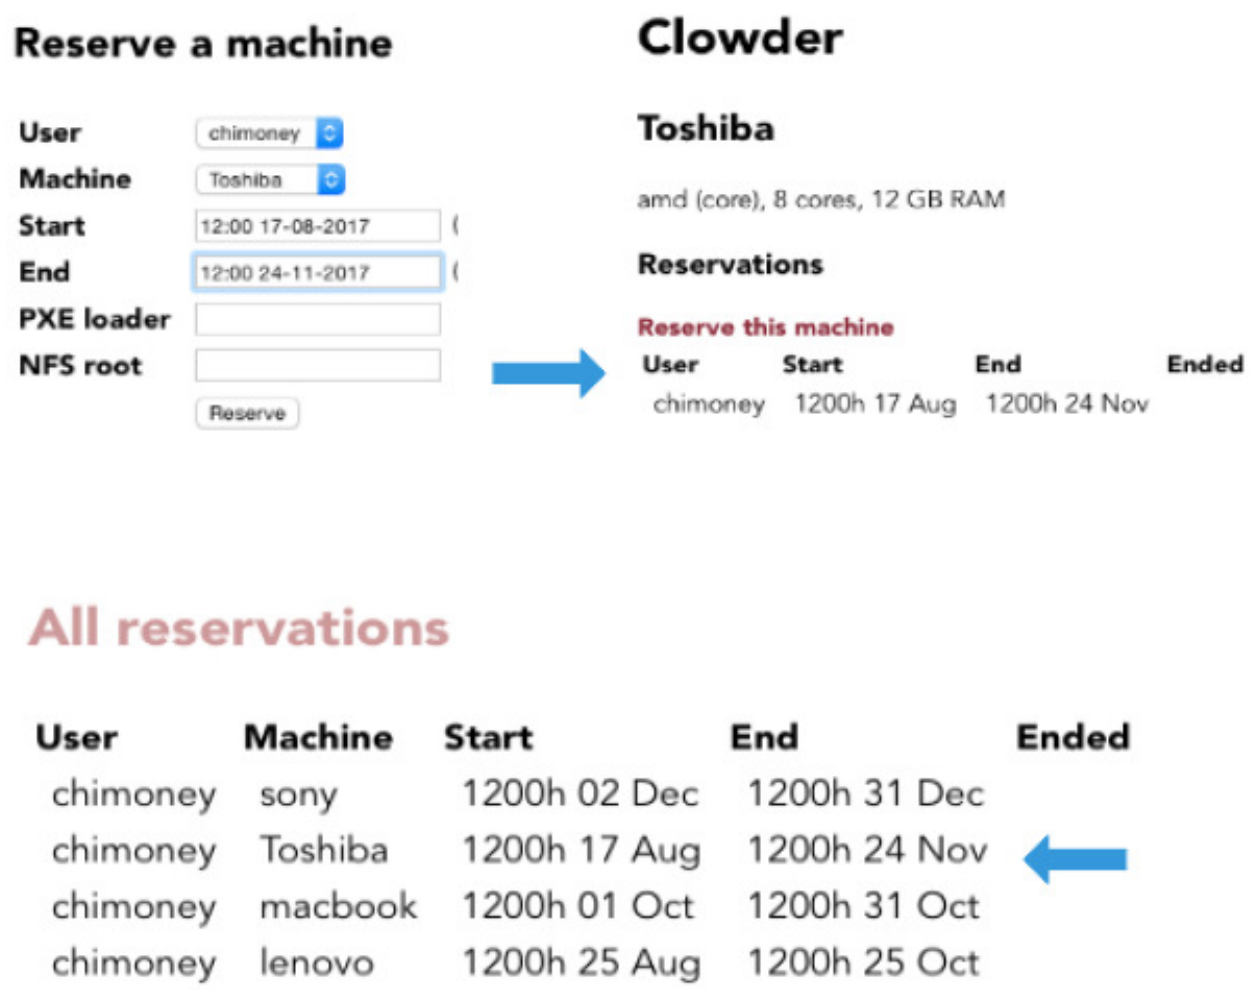 Reserve a machine
User chimoney
Machine Toshiba
Start 12:00 17-08-2017 (
End 12:00 24-11-2017 (
PXE loader
NFS root
Reserve
Clowder
Toshiba
amd (core), 8 cores, 12 GB RAM
Reservations
Reserve this machine
User Start End Ended
chimoney 1200h 17 Aug 1200h 24 Nov
All reservations
User Machine Start End Ended
chimoney sony 1200h 02 Dec 1200h 31 Dec
chimoney Toshiba 1200h 17 Aug 1200h 24 Nov
chimoney macbook 1200h 01 Oct 1200h 31 Oct
chimoney lenovo 1200h 25 Aug 1200h 25 Oct